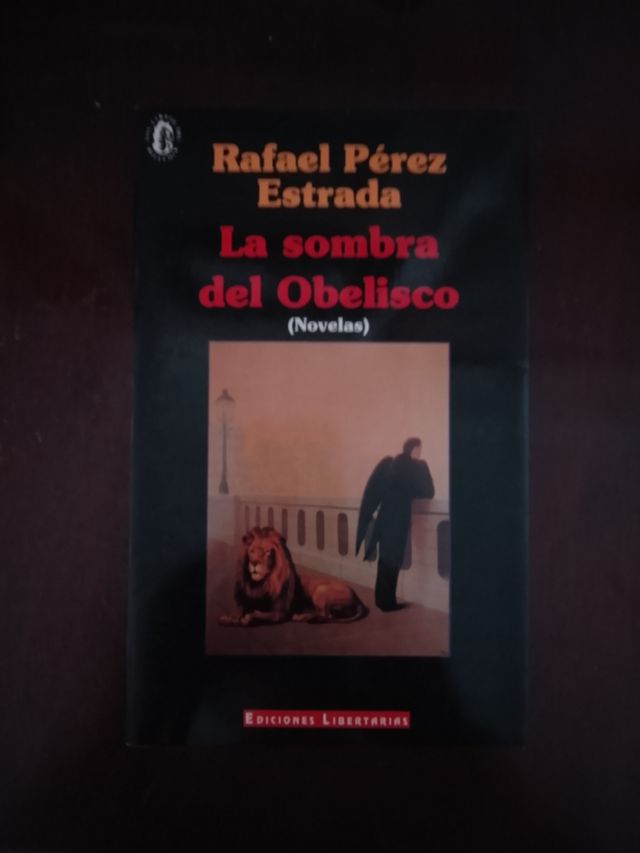 Rafael Pérez
Estrada
La sombra
del Obelisco
(Novelas)
EDICIONES LIBERTARIAS